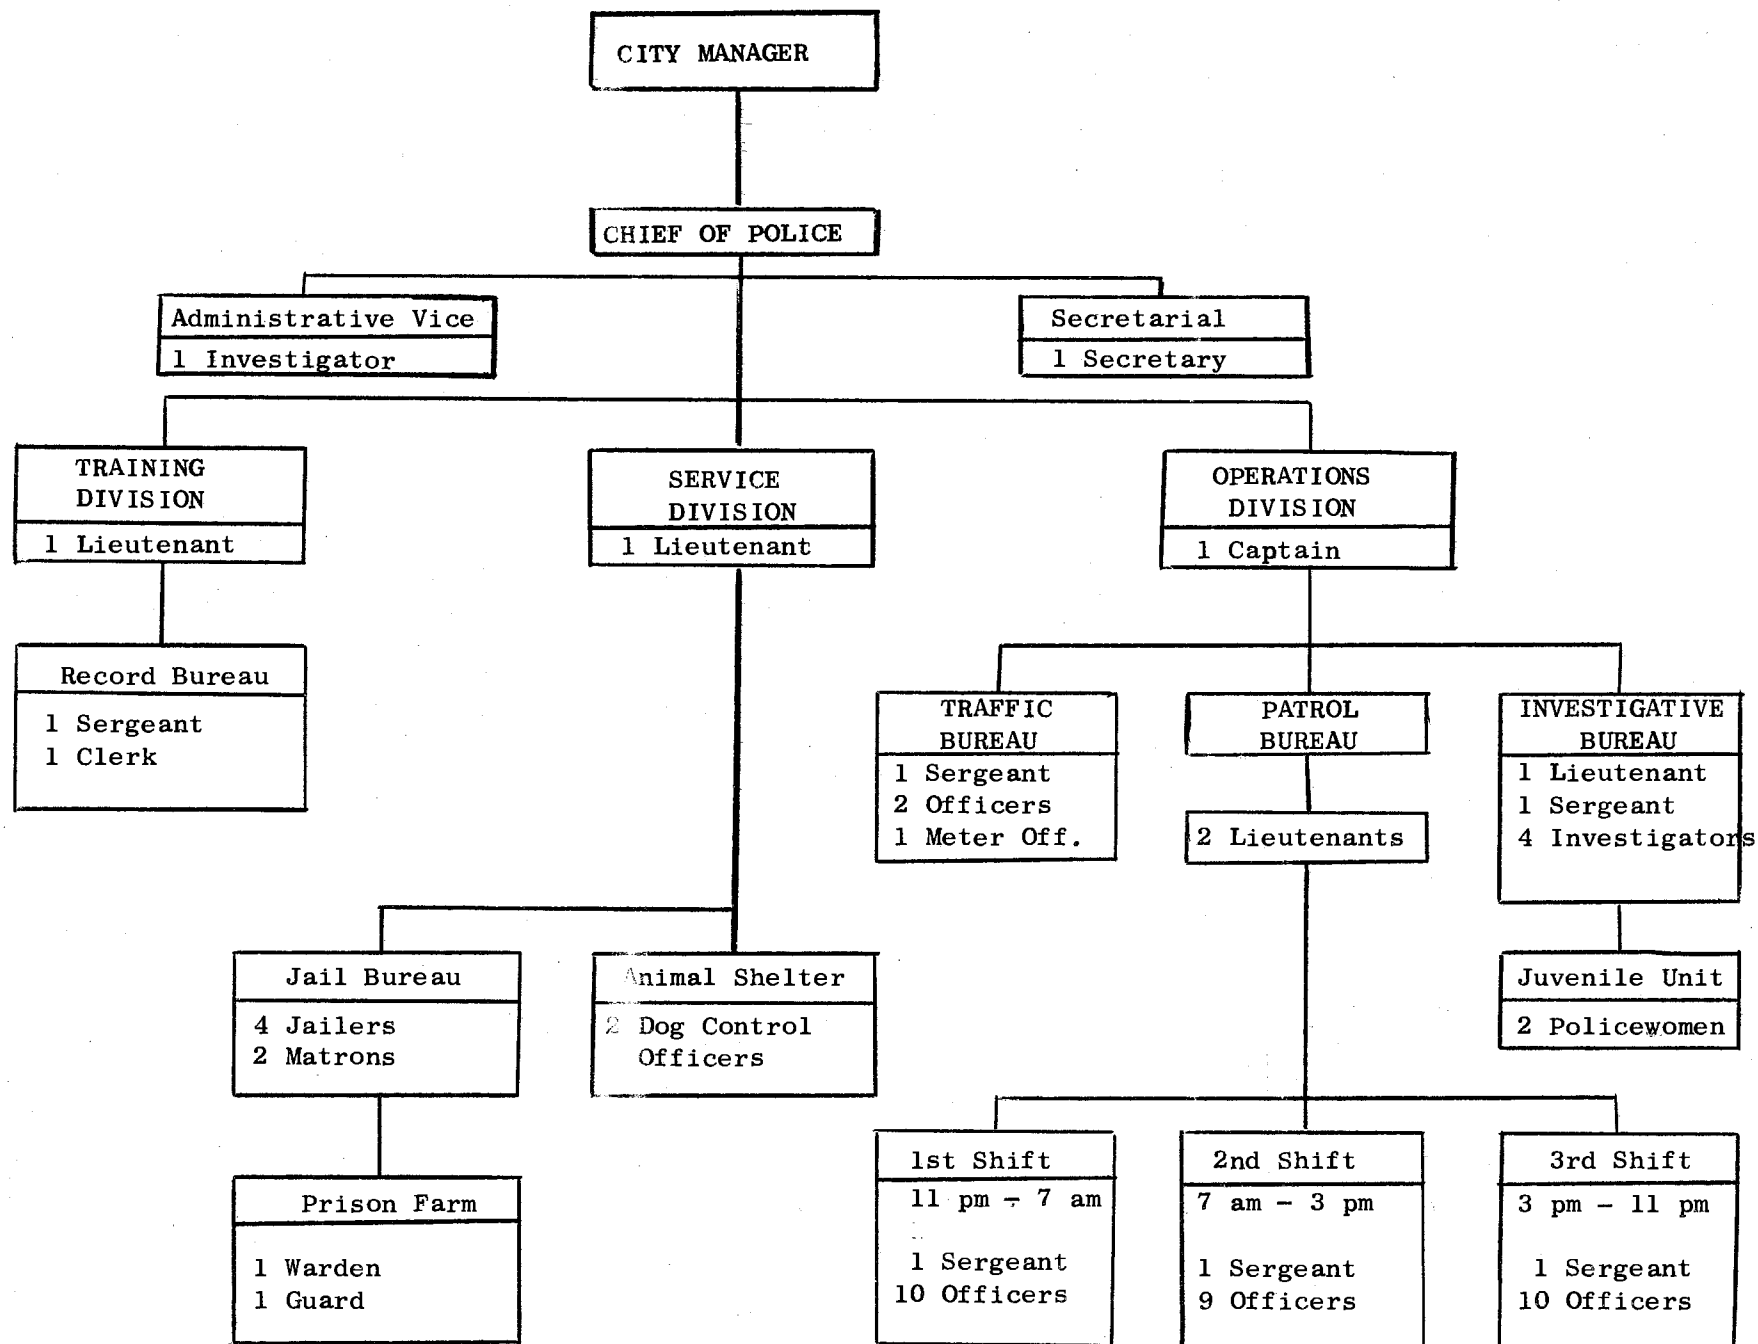 CITY MANAGER
CHIEF OF POLICE
Administrative Vice
1 Investigator
Secretarial
1 Secretary
TRAINING
DIVISION
1 Lieutenant
SERVICE
DIVISION
1 Lieutenant
OPERATIONS
DIVISION
1 Captain
Record Bureau
1 Sergeant
1 Clerk
TRAFFIC
BUREAU
1 Sergeant
2 Officers
1 Meter Off.
PATROL
BUREAU
2 Lieutenants
INVESTIGATIVE
BUREAU
1 Lieutenant
1 Sergeant
4 Investigators
Jail Bureau
4 Jailers
2 Matrons
Animal Shelter
2 Dog Control
Officers
Juvenile Unit
2 Policewomen
Prison Farm
1 Warden
1 Guard
1st Shift
11 pm - 7 am
1 Sergeant
10 Officers
2nd Shift
7 am - 3 pm
1 Sergeant
9 Officers
3rd Shift
3 pm - 11 pm
1 Sergeant
10 Officers